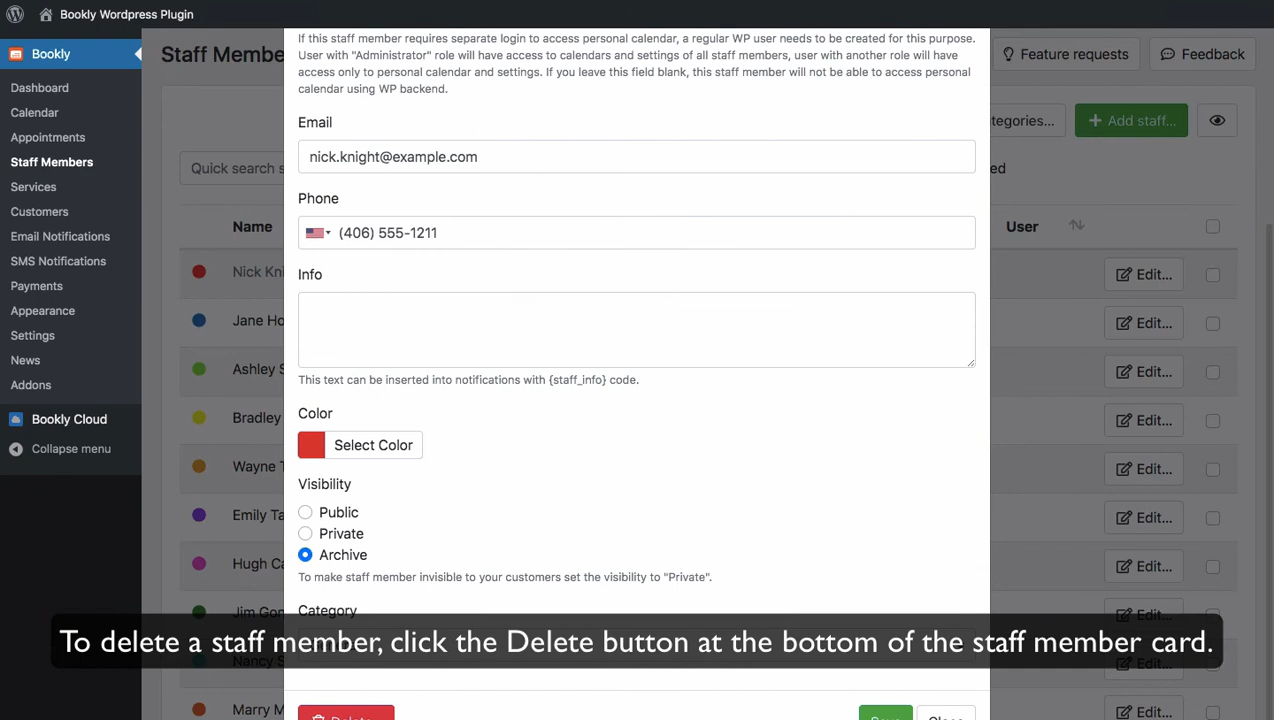 Bookly Wordpress Plugin
Bookly
Dashboard
Calendar
Appointments
Staff Members
Services
Customers
Email Notifications
SMS Notifications
Payments
Appearance
Settings
News
Addons
Bookly Cloud
Collapse menu
Staff Membe
Feature requests
Feedback
tegories...
Add staff...
Quick search s
ed
Name
User
Nick Kni
Edit...
Jane Ho
Edit...
Ashley S
Edit...
Bradley
Edit...
Wayne T
Edit...
Emily Ta
Edit...
Hugh Ca
Edit...
Jim Gon
Edit...
Nancy S
Edit...
Marry M
Edit...
If this staff member requires separate login to access personal calendar, a regular WP user needs to be created for this purpose.
User with "Administrator" role will have access to calendars and settings of all staff members, user with another role will have
access only to personal calendar and settings. If you leave this field blank, this staff member will not be able to access personal
calendar using WP backend.
Email
nick.knight@example.com
Phone
(406) 555-1211
Info
This text can be inserted into notifications with {staff_info} code.
Color
Select Color
Visibility
Public
Private
Archive
To make staff member invisible to your customers set the visibility to "Private".
Category
To delete a staff member, click the Delete button at the bottom of the staff member card.
Delete...
Save
Close